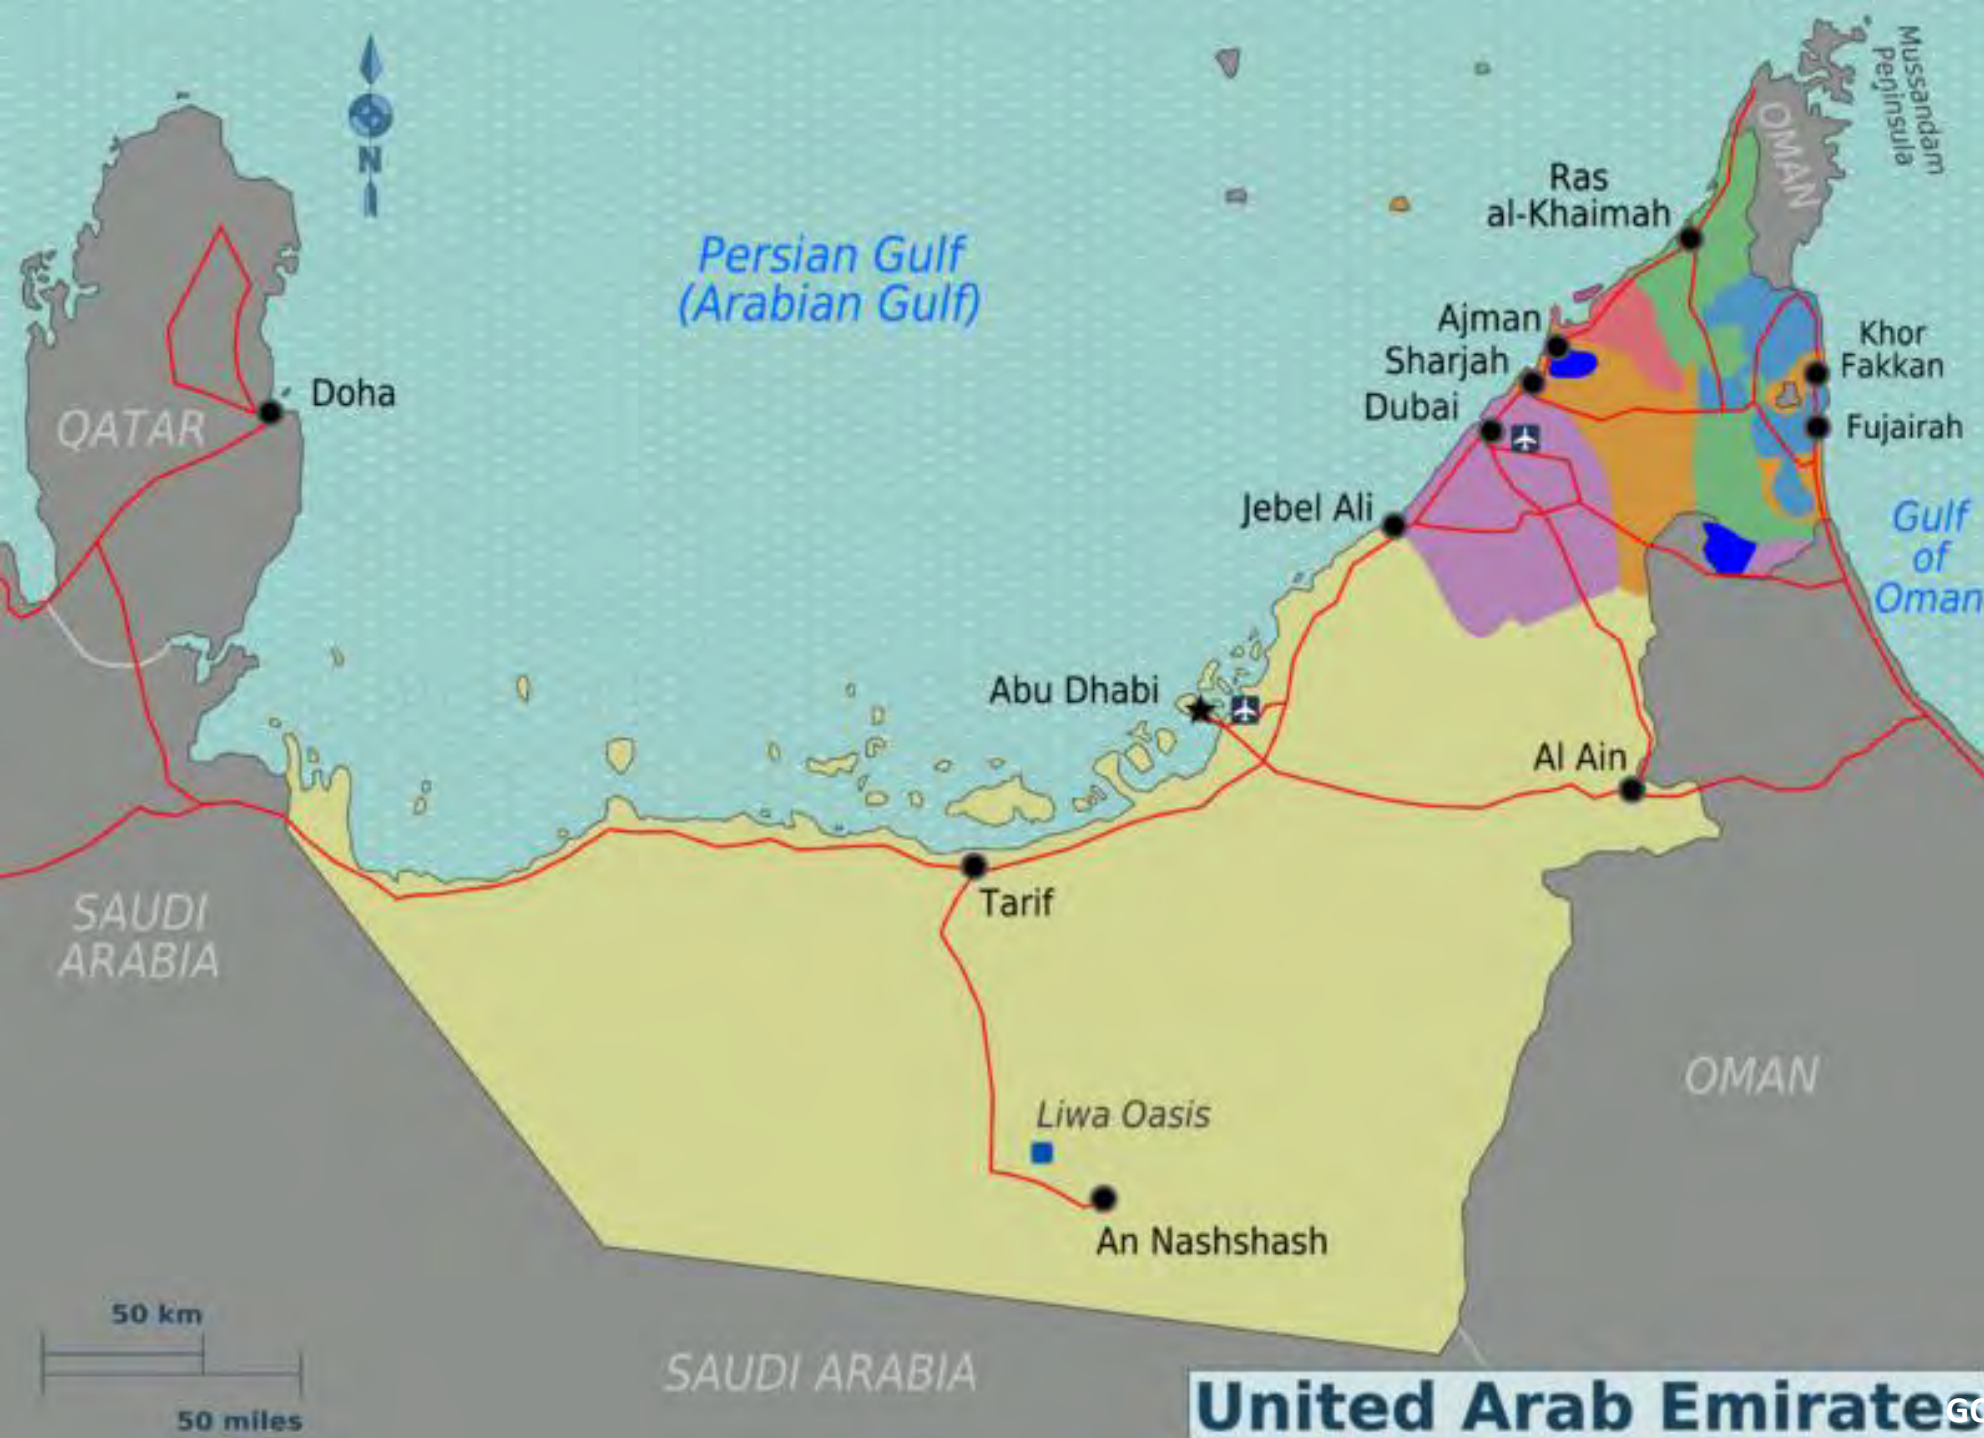 Mussandam
Peninsula
N
OMAN
Ras
al-Khaimah
Persian Gulf
(Arabian Gulf)
Ajman
Khor
Fakkan
Sharjah
Doha
Dubai
QATAR
Fujairah
Jebel Ali
Gulf
of
Oman
Abu Dhabi
Al Ain
Tarif
SAUDI
ARABIA
OMAN
Liwa Oasis
An Nashshash
50 km
SAUDI ARABIA
50 miles
United Arab Emirates